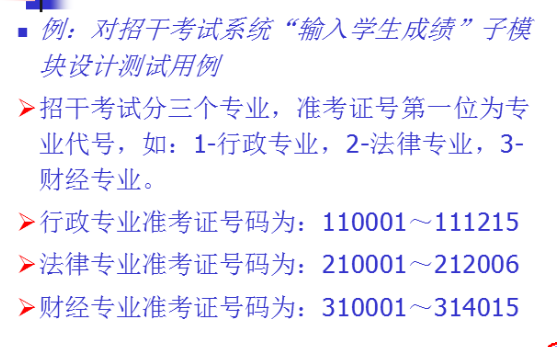 例：对招干考试系统“输入学生成绩”子模
块设计测试用例
招干考试分三个专业，准考证号第一位为专
业代号，如：1-行政专业，2-法律专业，3-
财经专业。
行政专业准考证号码为：110001～111215
法律专业准考证号码为：210001～212006
财经专业准考证号码为：310001～314015